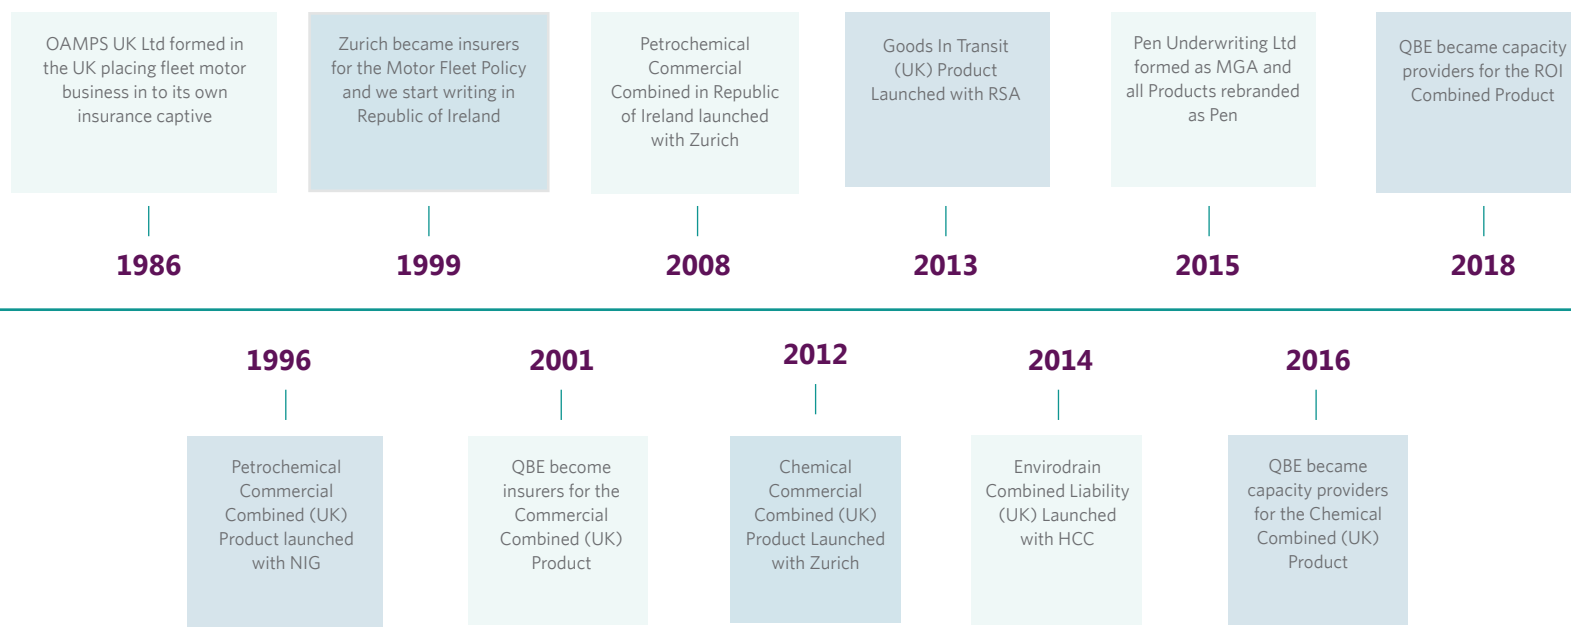 OAMPS UK Ltd formed in
the UK placing fleet motor
business in to its own
insurance captive
Zurich became insurers
for the Motor Fleet Policy
and we start writing in
Republic of Ireland
Petrochemical
Commercial
Combined in Republic
of Ireland launched
with Zurich
Goods In Transit
(UK) Product
Launched with RSA
Pen Underwriting Ltd
formed as MGA and
all Products rebranded
as Pen
QBE became capacity
providers for the ROI
Combined Product
1986
1999
2008
2013
2015
2018
1996
2001
2012
2014
2016
Petrochemical
Commercial
Combined (UK)
Product launched
with NIG
QBE become
insurers for the
Commercial
Combined (UK)
Product
Chemical
Commercial
Combined (UK)
Product Launched
with Zurich
Envirodrain
Combined Liability
(UK) Launched
with HCC
QBE became
capacity providers
for the Chemical
Combined (UK)
Product